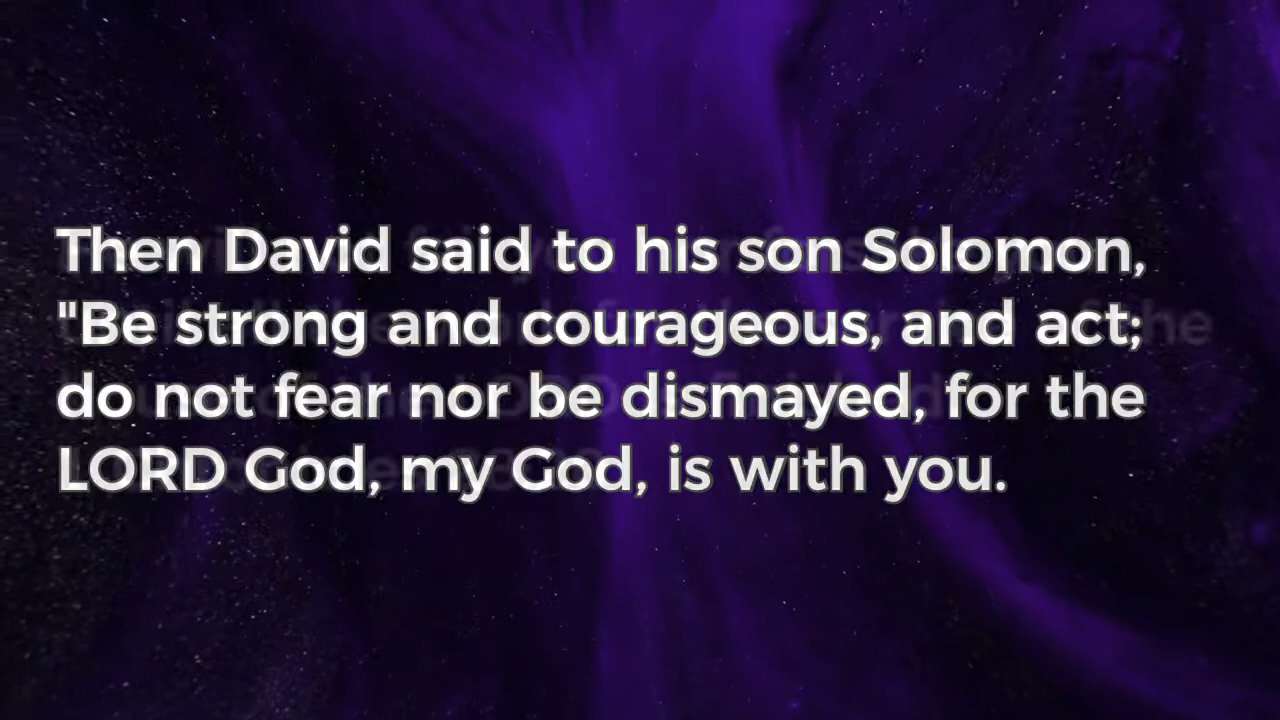 Then David said to his son Solomon,
"Be strong and courageous, and act;
do not fear nor be dismayed, for the
LORD God, my God, is with you.